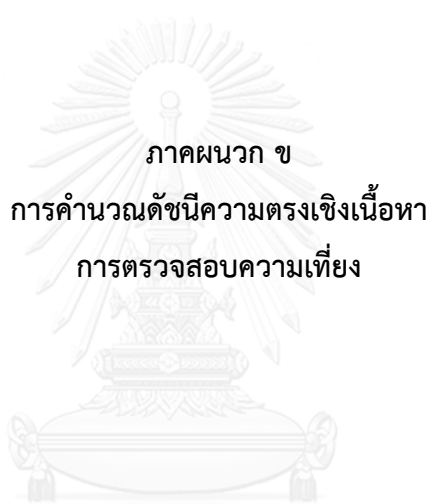 ภาคผนวก ข
การคำนวณดัชนีความตรงเชิงเนื้อหา
การตรวจสอบความเที่ยง